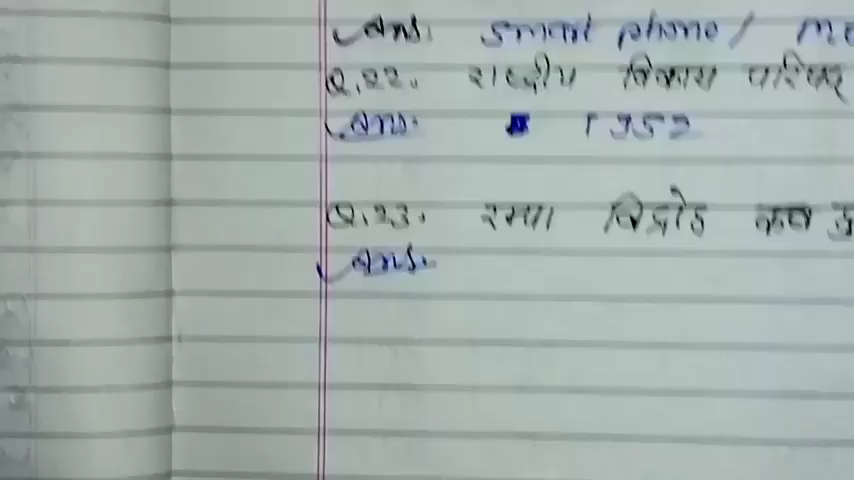 Ans. smart phone/
Q.22. राष्ट्रीय विकास परिषद
Ans. 1952
Q.23. रम्पा विद्रोह कब
Ans.